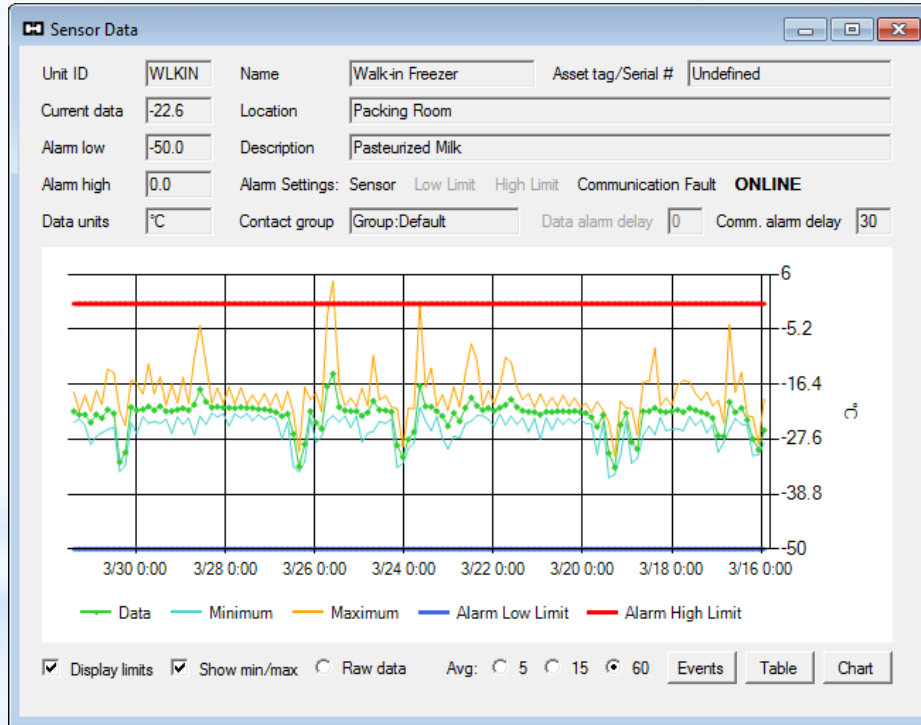 Sensor Data
Unit ID WLKIN Name Walk-in Freezer Asset tag/Serial # Undefined
Current data -22.6 Location Packing Room
Alarm low -50.0 Description Pasteurized Milk
Alarm high 0.0 Alarm Settings: Sensor Low Limit High Limit Communication Fault ONLINE
Data units °C Contact group Group:Default Data alarm delay 0 Comm. alarm delay 30
6
-5.2
-16.4
°C
-27.6
-38.8
-50
3/30 0:00 3/28 0:00 3/26 0:00 3/24 0:00 3/22 0:00 3/20 0:00 3/18 0:00 3/16 0:00
Data Minimum Maximum Alarm Low Limit Alarm High Limit
Display limits Show min/max Raw data Avg: 5 15 60 Events Table Chart